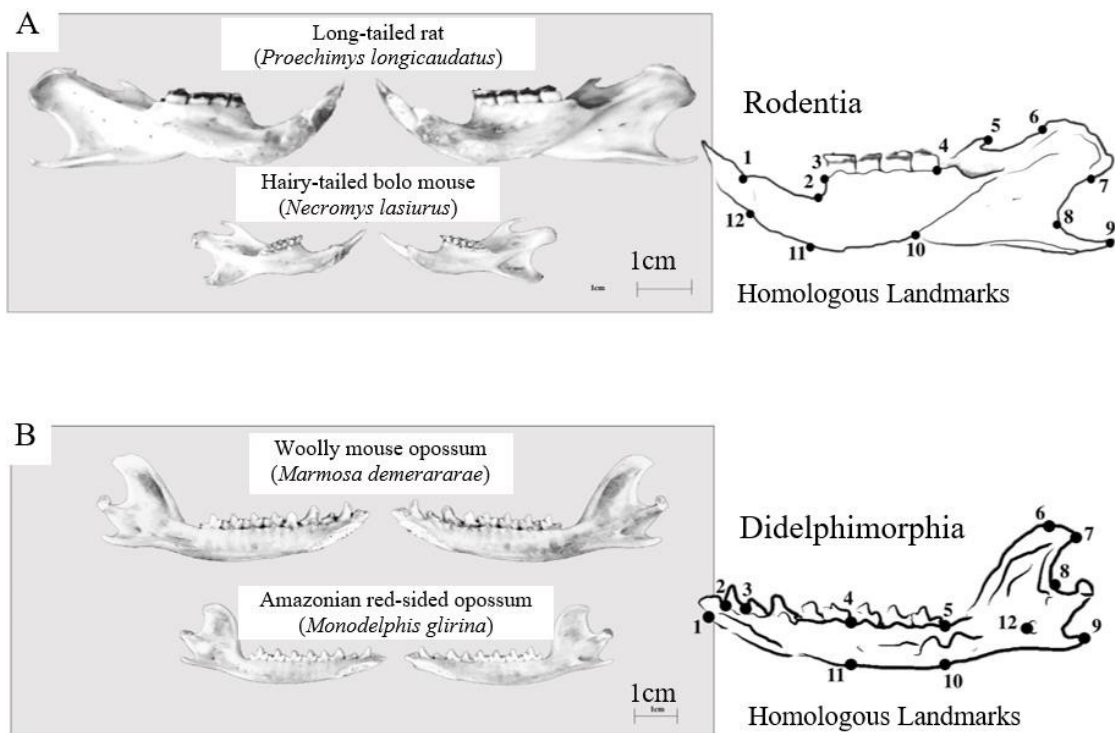 A
Long-tailed rat
(Proechimys longicaudatus)
Hairy-tailed bolo mouse
(Necromys lasiurus)
1cm
1cm
Rodentia
1
2
3
4
5
6
7
8
9
10
11
12
Homologous Landmarks
B
Woolly mouse opossum
(Marmosa demerararae)
Amazonian red-sided opossum
(Monodelphis glirina)
1cm
1cm
Didelphimorphia
1
2
3
4
5
6
7
8
9
10
11
12
Homologous Landmarks